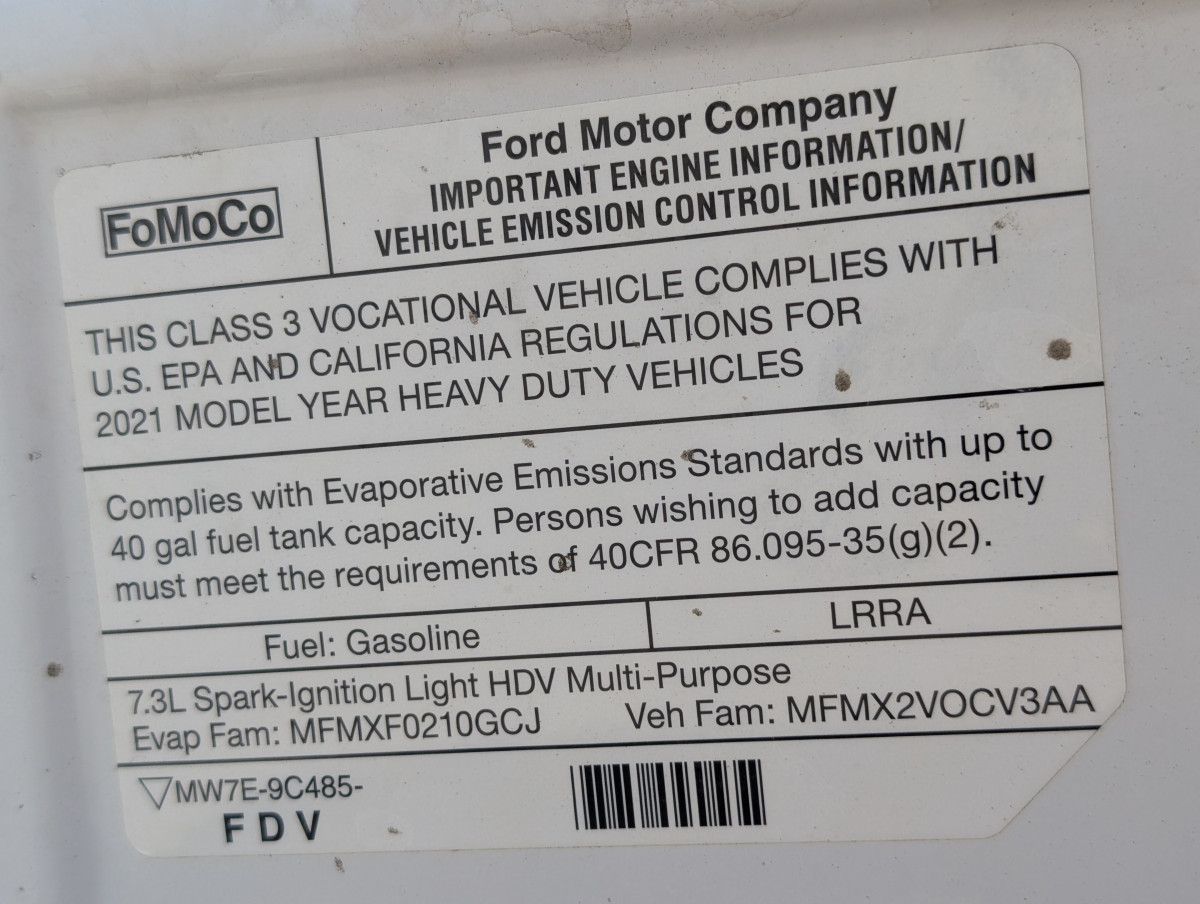 FoMoCo
Ford Motor Company
IMPORTANT ENGINE INFORMATION/
VEHICLE EMISSION CONTROL INFORMATION
THIS CLASS 3 VOCATIONAL VEHICLE COMPLIES WITH
U.S. EPA AND CALIFORNIA REGULATIONS FOR
2021 MODEL YEAR HEAVY DUTY VEHICLES
Complies with Evaporative Emissions Standards with up to
40 gal fuel tank capacity. Persons wishing to add capacity
must meet the requirements of 40CFR 86.095-35(g)(2).
Fuel: Gasoline
LRRA
7.3L Spark-Ignition Light HDV Multi-Purpose
Evap Fam: MFMXF0210GCJ Veh Fam: MFMX2VOCV3AA
MW7E-9C485-
F D V